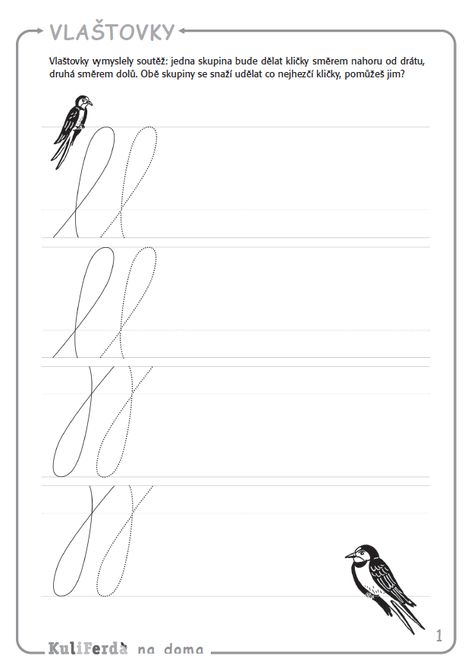 VLAŠTOVKY
Vlaštovky vymyslely soutěž: jedna skupina bude dělat kličky směrem nahoru od drátu,
druhá směrem dolů. Obě skupiny se snaží udělat co nejhezčí kličky, pomůžeš jim?
1
KuliFerda na doma